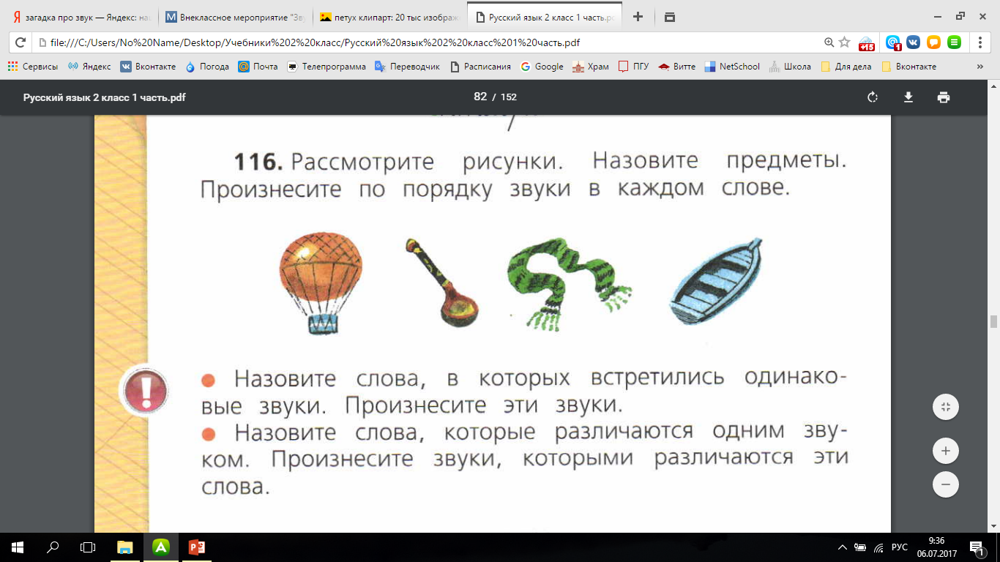 загадка про звук — Яндекс: на
Внеклассное мероприятие "Зв
петух клипарт: 20 тыс изображ
Русский язык 2 класс 1 часть.p
file:///C:/Users/No%20Name/Desktop/Учебники%202%20класс/Русский%20язык%202%20класс%201%20часть.pdf
+15
1
Сервисы Яндекс Вконтакте Погода Почта Телепрограмма Переводчик Расписания Google Храм ПГУ Витте NetSchool Школа Для дела Вконтакте »
Русский язык 2 класс 1 часть.pdf 82 / 152
116. Рассмотрите рисунки. Назовите предметы.
Произнесите по порядку звуки в каждом слове.
! ● Назовите слова, в которых встретились одинако-
вые звуки. Произнесите эти звуки.
● Назовите слова, которые различаются одним зву-
ком. Произнесите звуки, которыми различаются эти
слова.
РУС 9:36
06.07.2017 1